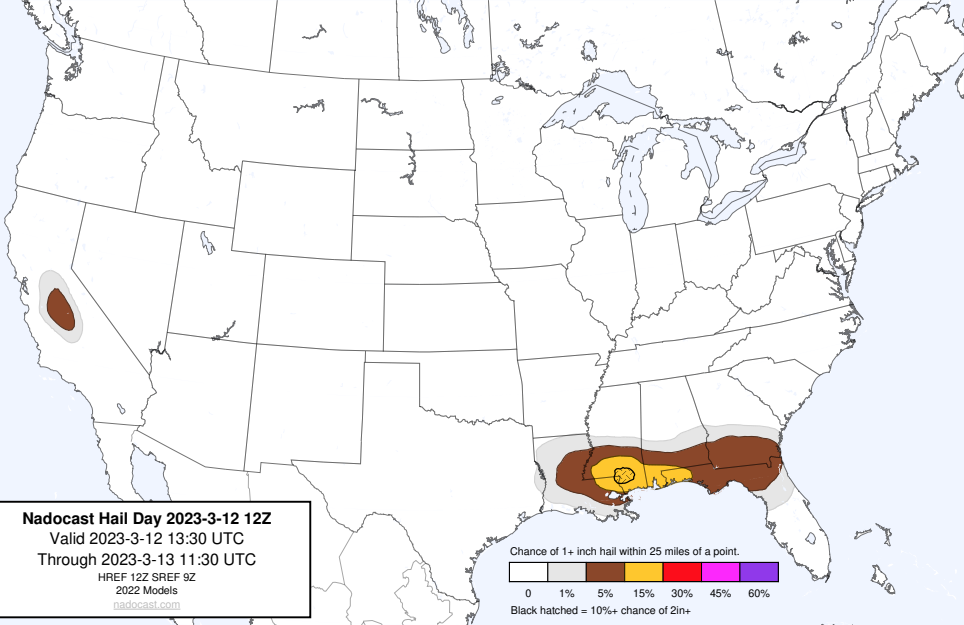 Nadocast Hail Day 2023-3-12 12Z
Valid 2023-3-12 13:30 UTC
Through 2023-3-13 11:30 UTC
HREF 12Z SREF 9Z
2022 Models
nadocast.com
Chance of 1+ inch hail within 25 miles of a point.
0 1% 5% 15% 30% 45% 60%
Black hatched = 10%+ chance of 2in+